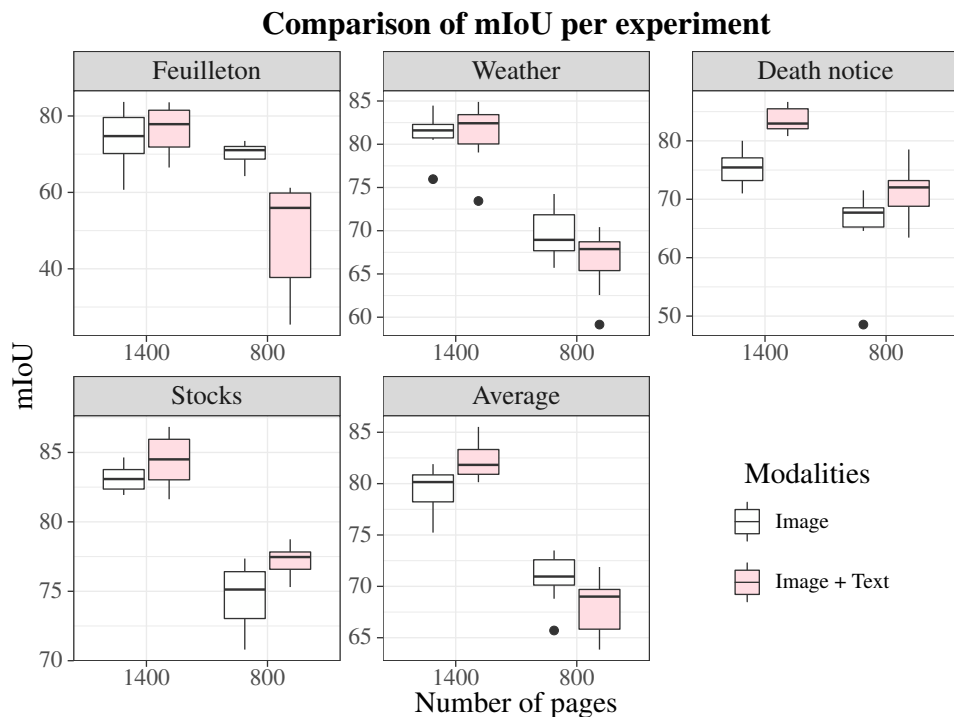 Comparison of mIoU per experiment
Feuilleton
Weather
Death notice
80
60
40
1400
800
85
80
75
70
65
60
1400
800
80
70
60
50
1400
800
mIoU
Stocks
Average
85
80
75
70
1400
800
85
80
75
70
65
1400
800
Number of pages
Modalities
Image
Image + Text